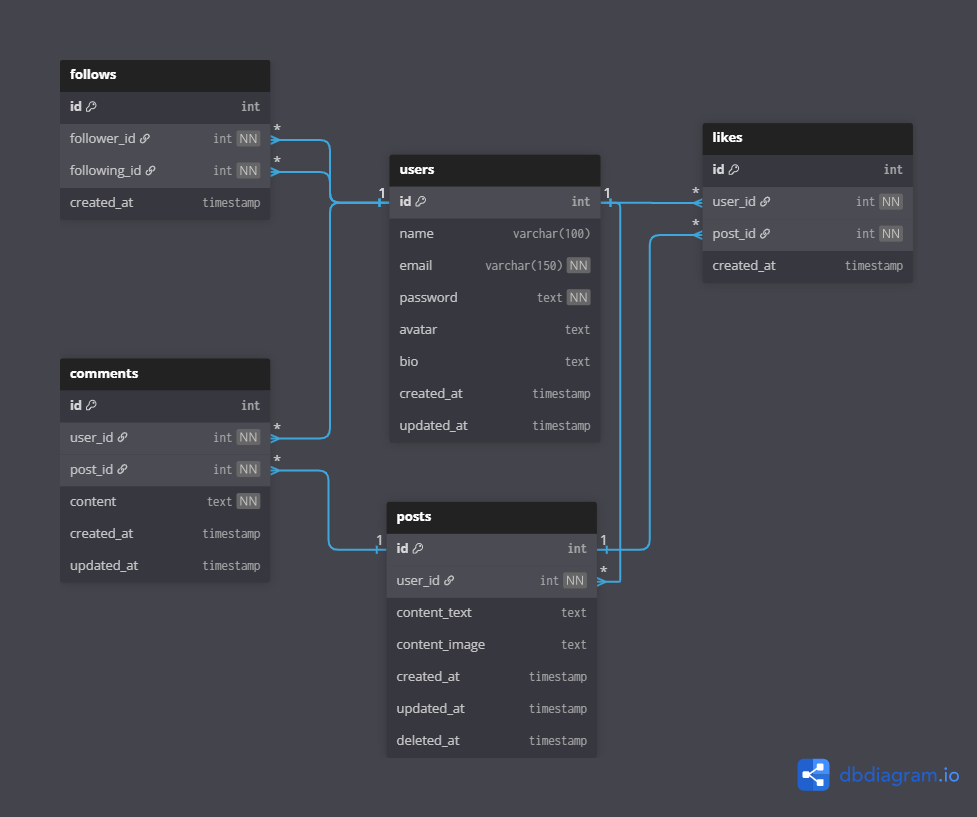 follows
id int
follower_id int NN
following_id int NN
created_at timestamp
*
*
users
id int
name varchar(100)
email varchar(150) NN
password text NN
avatar text
bio text
created_at timestamp
updated_at timestamp
1
1
likes
id int
user_id int NN
post_id int NN
created_at timestamp
*
*
comments
id int
user_id int NN
post_id int NN
content text NN
created_at timestamp
updated_at timestamp
*
*
posts
id int
user_id int NN
content_text text
content_image text
created_at timestamp
updated_at timestamp
deleted_at timestamp
1
1
*
dbdiagram.io